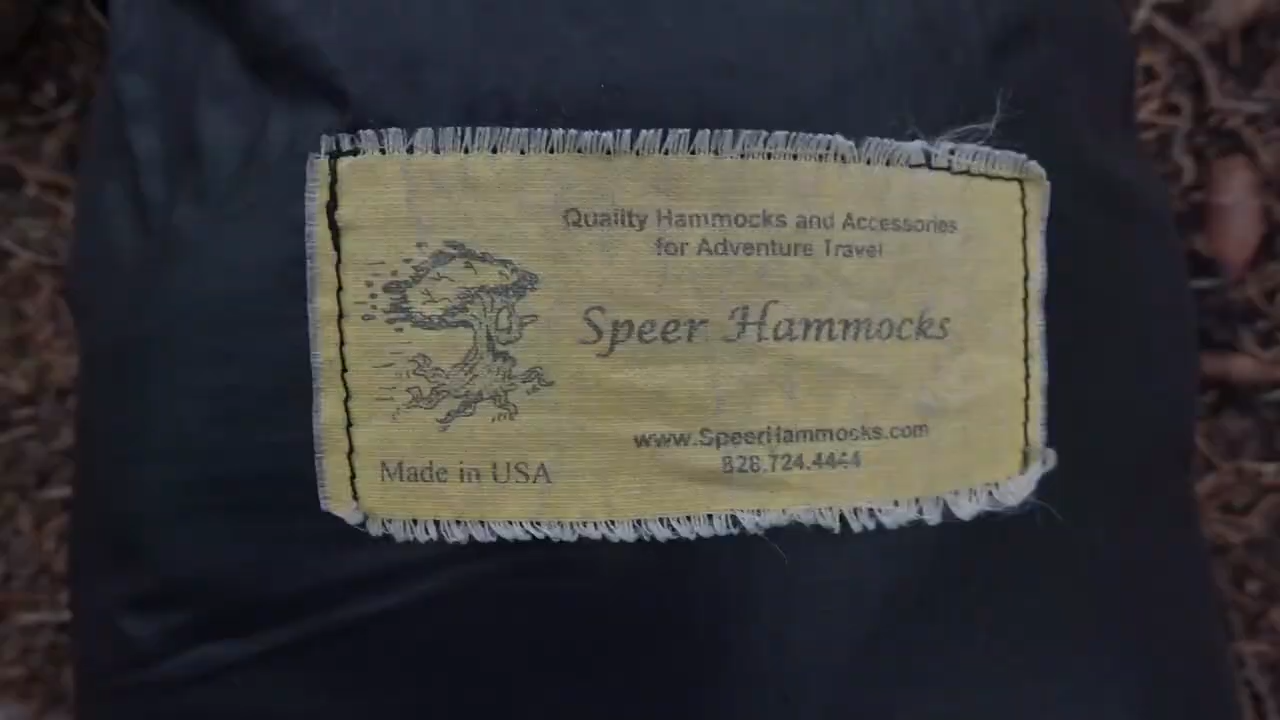 Quality Hammocks and Accessories
for Adventure Travel
Speer Hammocks
www.SpeerHammocks.com
828.724.4444
Made in USA